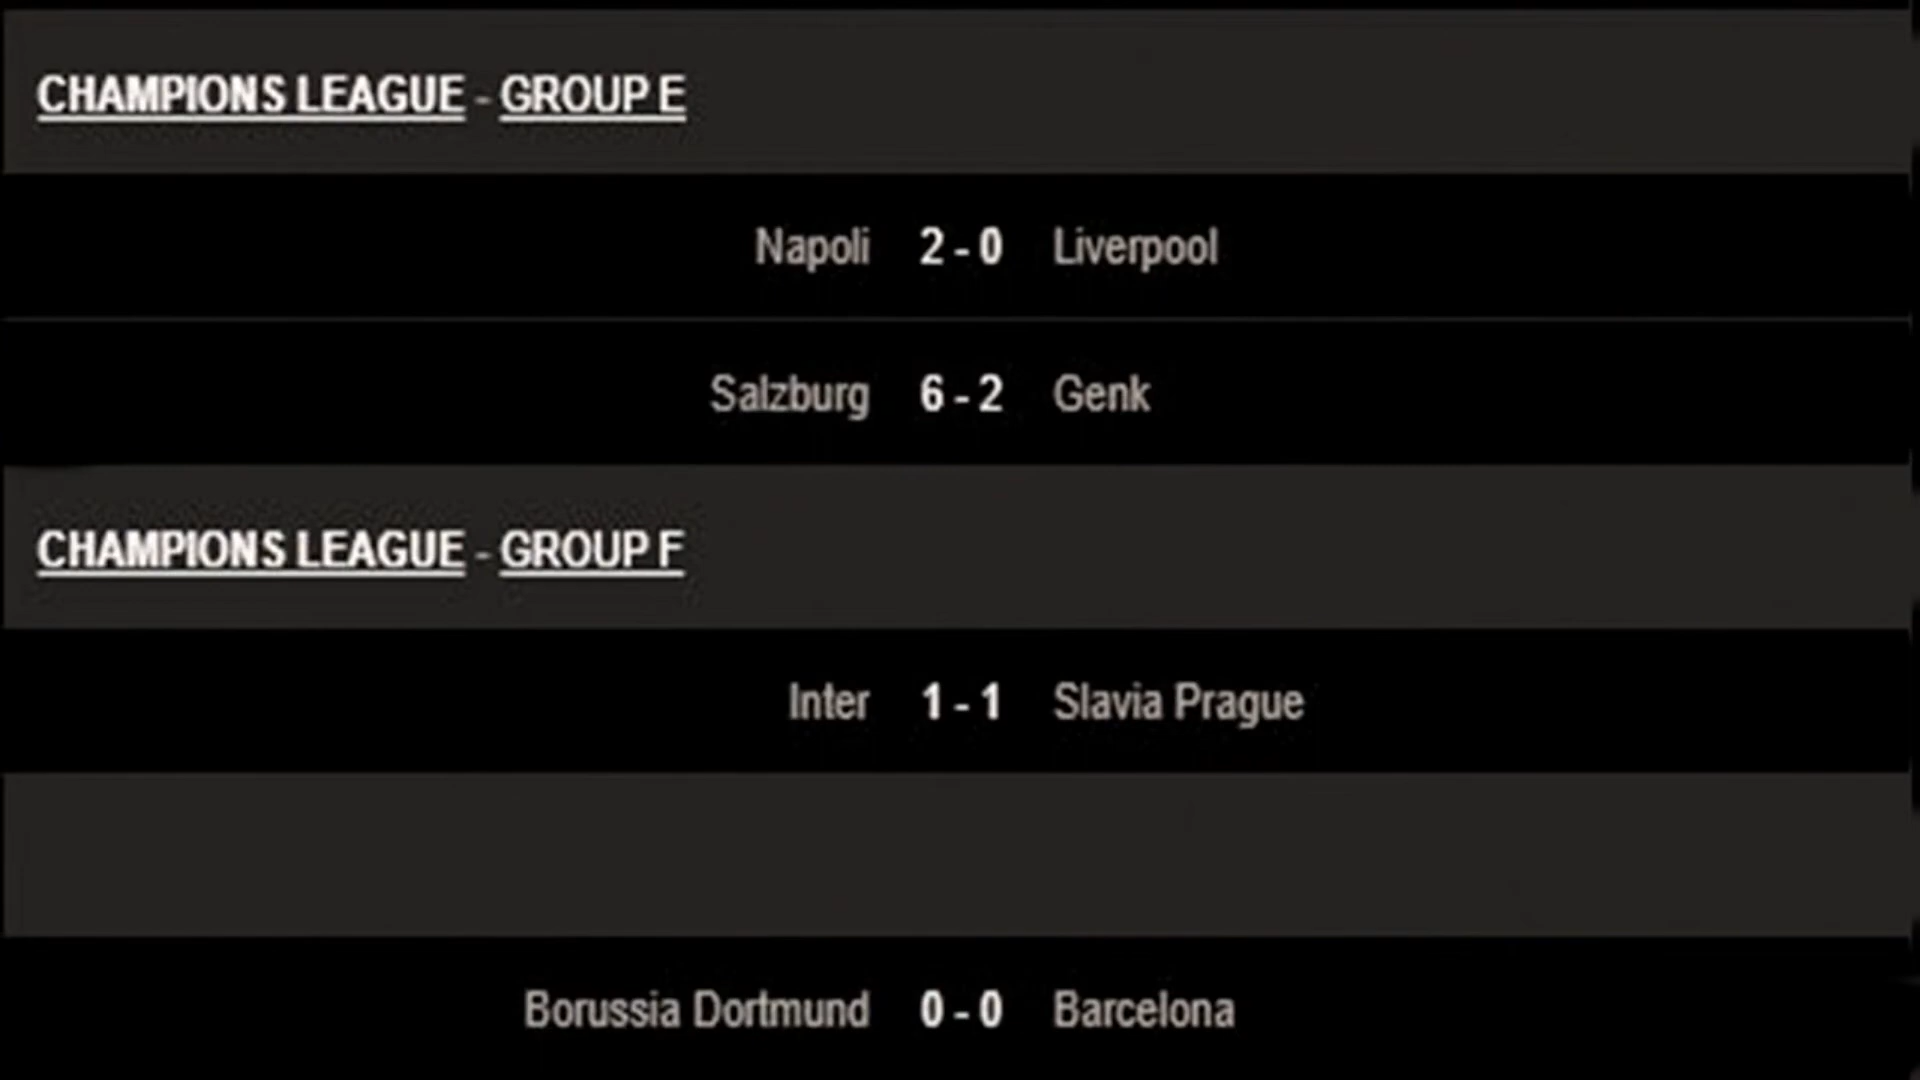 CHAMPIONS LEAGUE - GROUP E
Napoli 2 - 0 Liverpool
Salzburg 6 - 2 Genk
CHAMPIONS LEAGUE - GROUP F
Inter 1 - 1 Slavia Prague
Borussia Dortmund 0 - 0 Barcelona